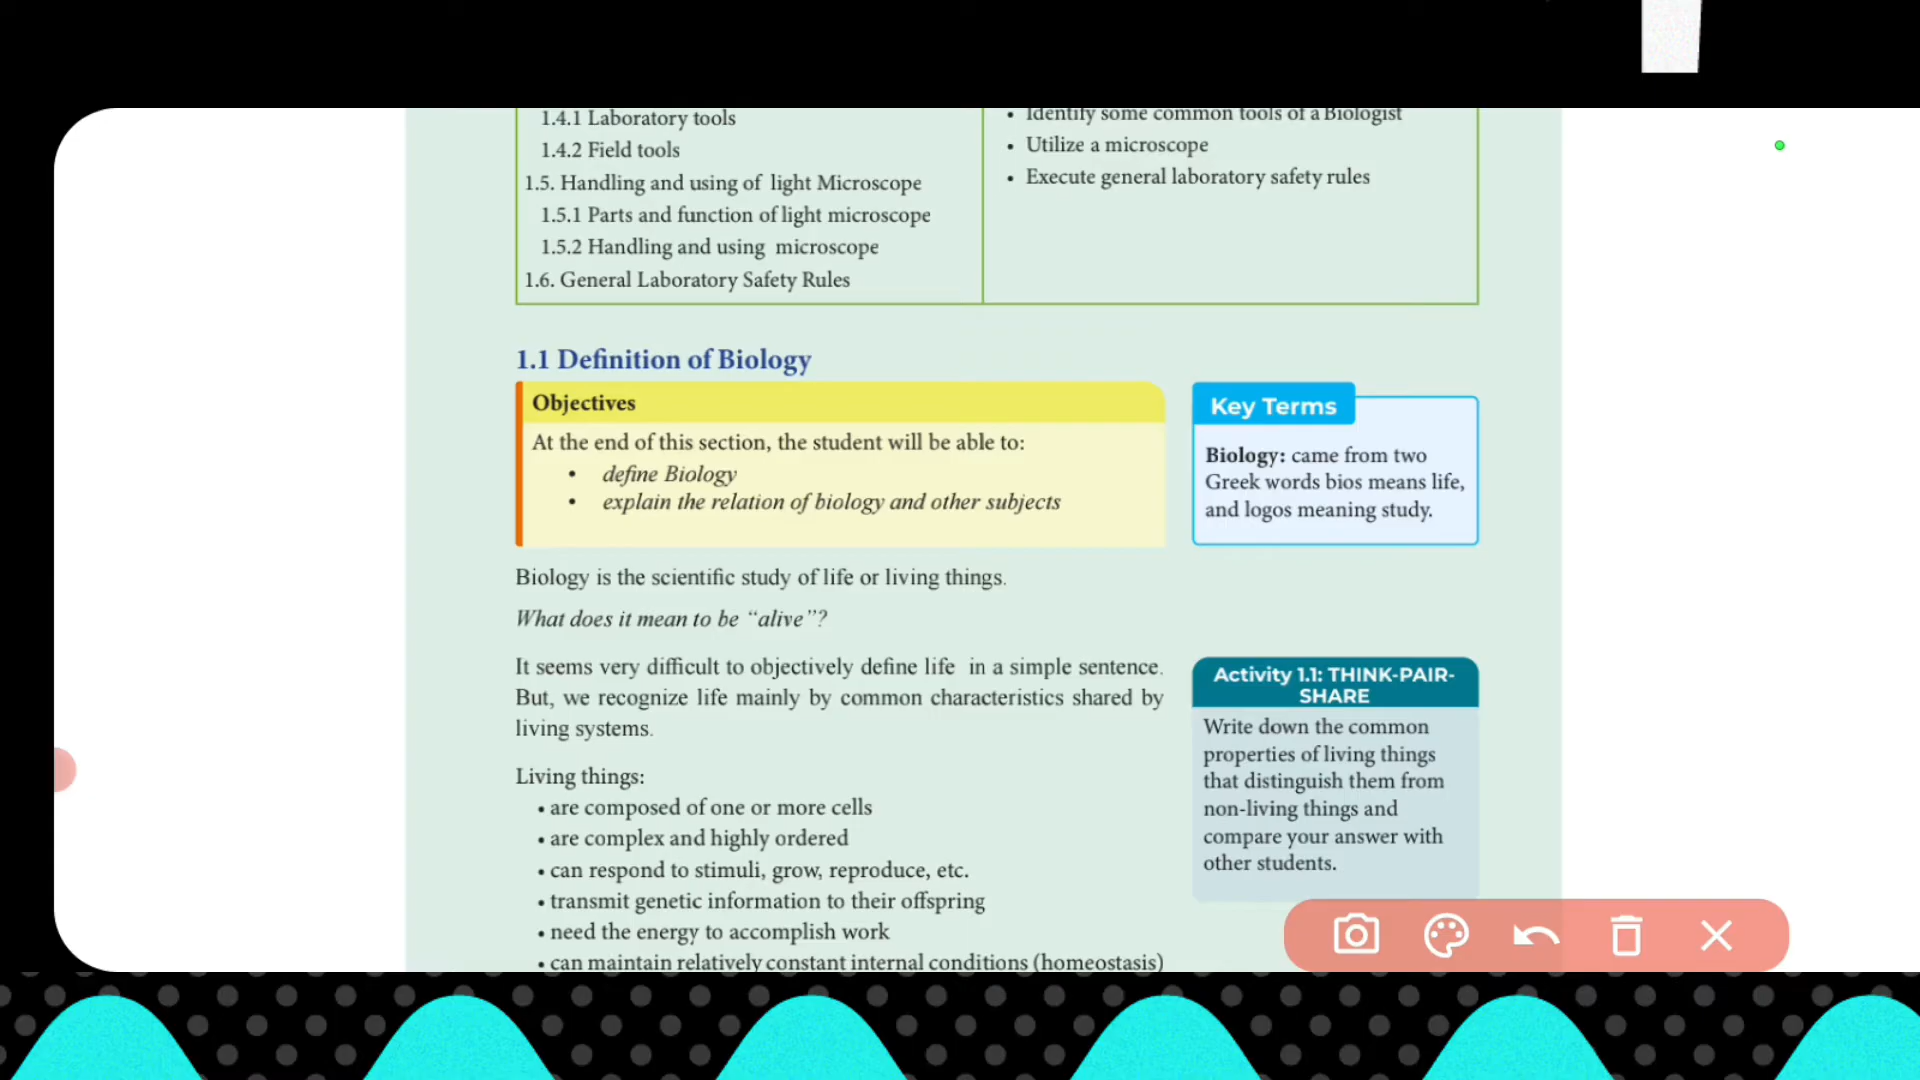 1.4.1 Laboratory tools
1.4.2 Field tools
1.5. Handling and using of light Microscope
1.5.1 Parts and function of light microscope
1.5.2 Handling and using microscope
1.6. General Laboratory Safety Rules
• Identify some common tools of a Biologist
• Utilize a microscope
• Execute general laboratory safety rules
1.1 Definition of Biology
Objectives
At the end of this section, the student will be able to:
• define Biology
• explain the relation of biology and other subjects
Key Terms
Biology: came from two
Greek words bios means life,
and logos meaning study.
Biology is the scientific study of life or living things.
What does it mean to be “alive”?
It seems very difficult to objectively define life in a simple sentence.
But, we recognize life mainly by common characteristics shared by
living systems.
Living things:
• are composed of one or more cells
• are complex and highly ordered
• can respond to stimuli, grow, reproduce, etc.
• transmit genetic information to their offspring
• need the energy to accomplish work
• can maintain relatively constant internal conditions (homeostasis)
Activity 1.1: THINK-PAIR-
SHARE
Write down the common
properties of living things
that distinguish them from
non-living things and
compare your answer with
other students.